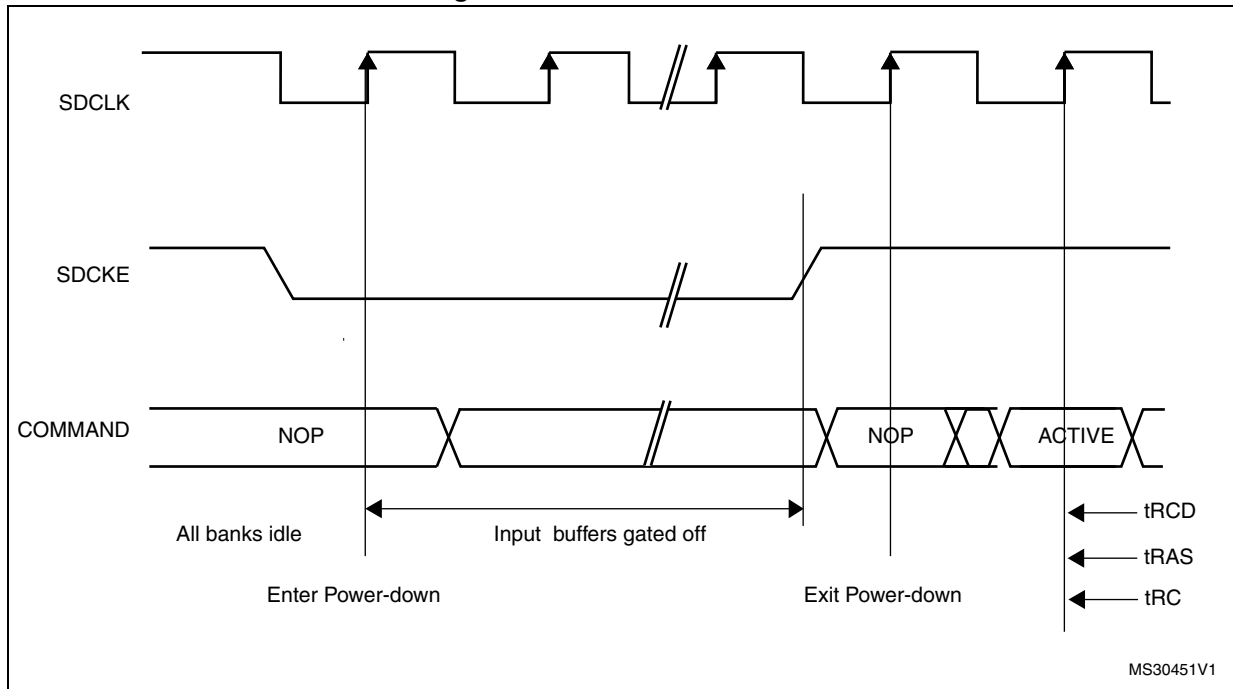 SDCLK
SDCKE
COMMAND
NOP
NOP
ACTIVE
tRCD
All banks idle
Input buffers gated off
tRAS
Enter Power-down
Exit Power-down
tRC
MS30451V1